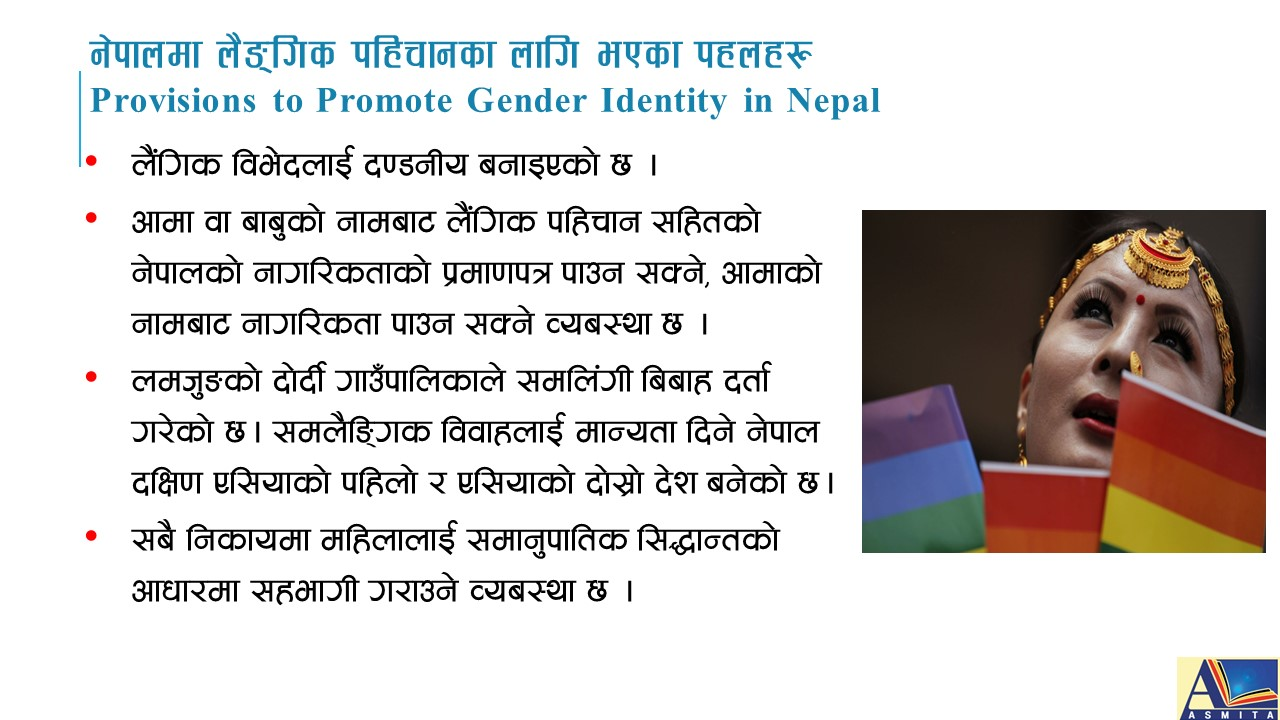 नेपालमा लैङ्गिक पहिचानका लागि भएका पहलहरू
Provisions to Promote Gender Identity in Nepal
• लैंगिक विभेदलाई दण्डनीय बनाइएको छ ।
• आमा वा बाबुको नामबाट लैंगिक पहिचान सहितको
नेपालको नागरिकताको प्रमाणपत्र पाउन सक्ने, आमाको
नामबाट नागरिकता पाउन सक्ने व्यबस्था छ ।
• लमजुङको दोर्दी गाउँपालिकाले समलिंगी बिबाह दर्ता
गरेको छ। समलैङ्गिक विवाहलाई मान्यता दिने नेपाल
दक्षिण एसियाको पहिलो र एसियाको दोस्रो देश बनेको छ।
• सबै निकायमा महिलालाई समानुपातिक सिद्धान्तको
आधारमा सहभागी गराउने व्यबस्था छ ।
ASMITA